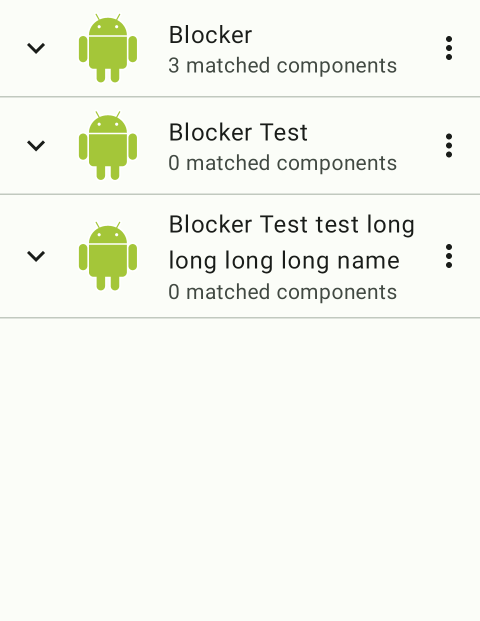 Blocker
3 matched components
Blocker Test
0 matched components
Blocker Test test long
long long long name
0 matched components